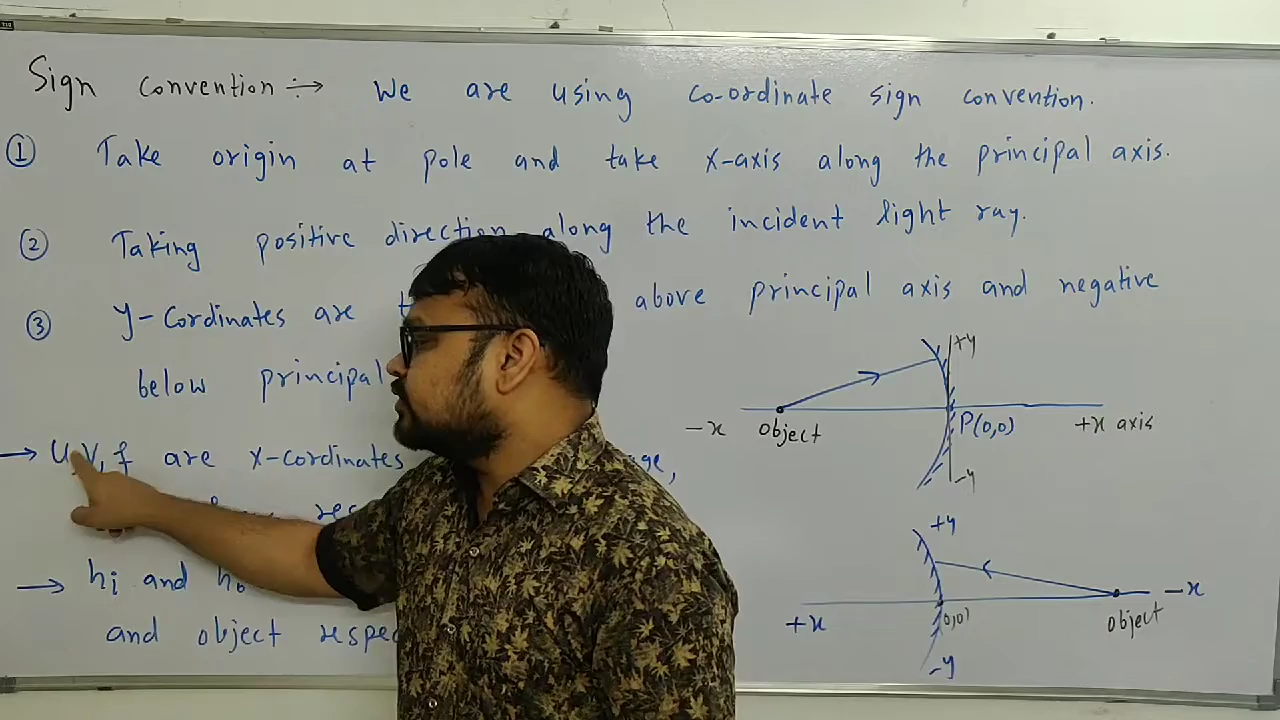 Sign Convention :-> We are using co-ordinate sign convention.
① Take origin at pole and take x-axis along the principal axis.
② Taking positive direction along the incident light ray.
③ Y-Cordinates are above principal axis and negative
below principal
→ U, V, f are x-cordinates
→ hi and ho
and object respec
+y
-x object P(0,0) +x axis
-y
+y
+x 0,0) object -x
-y